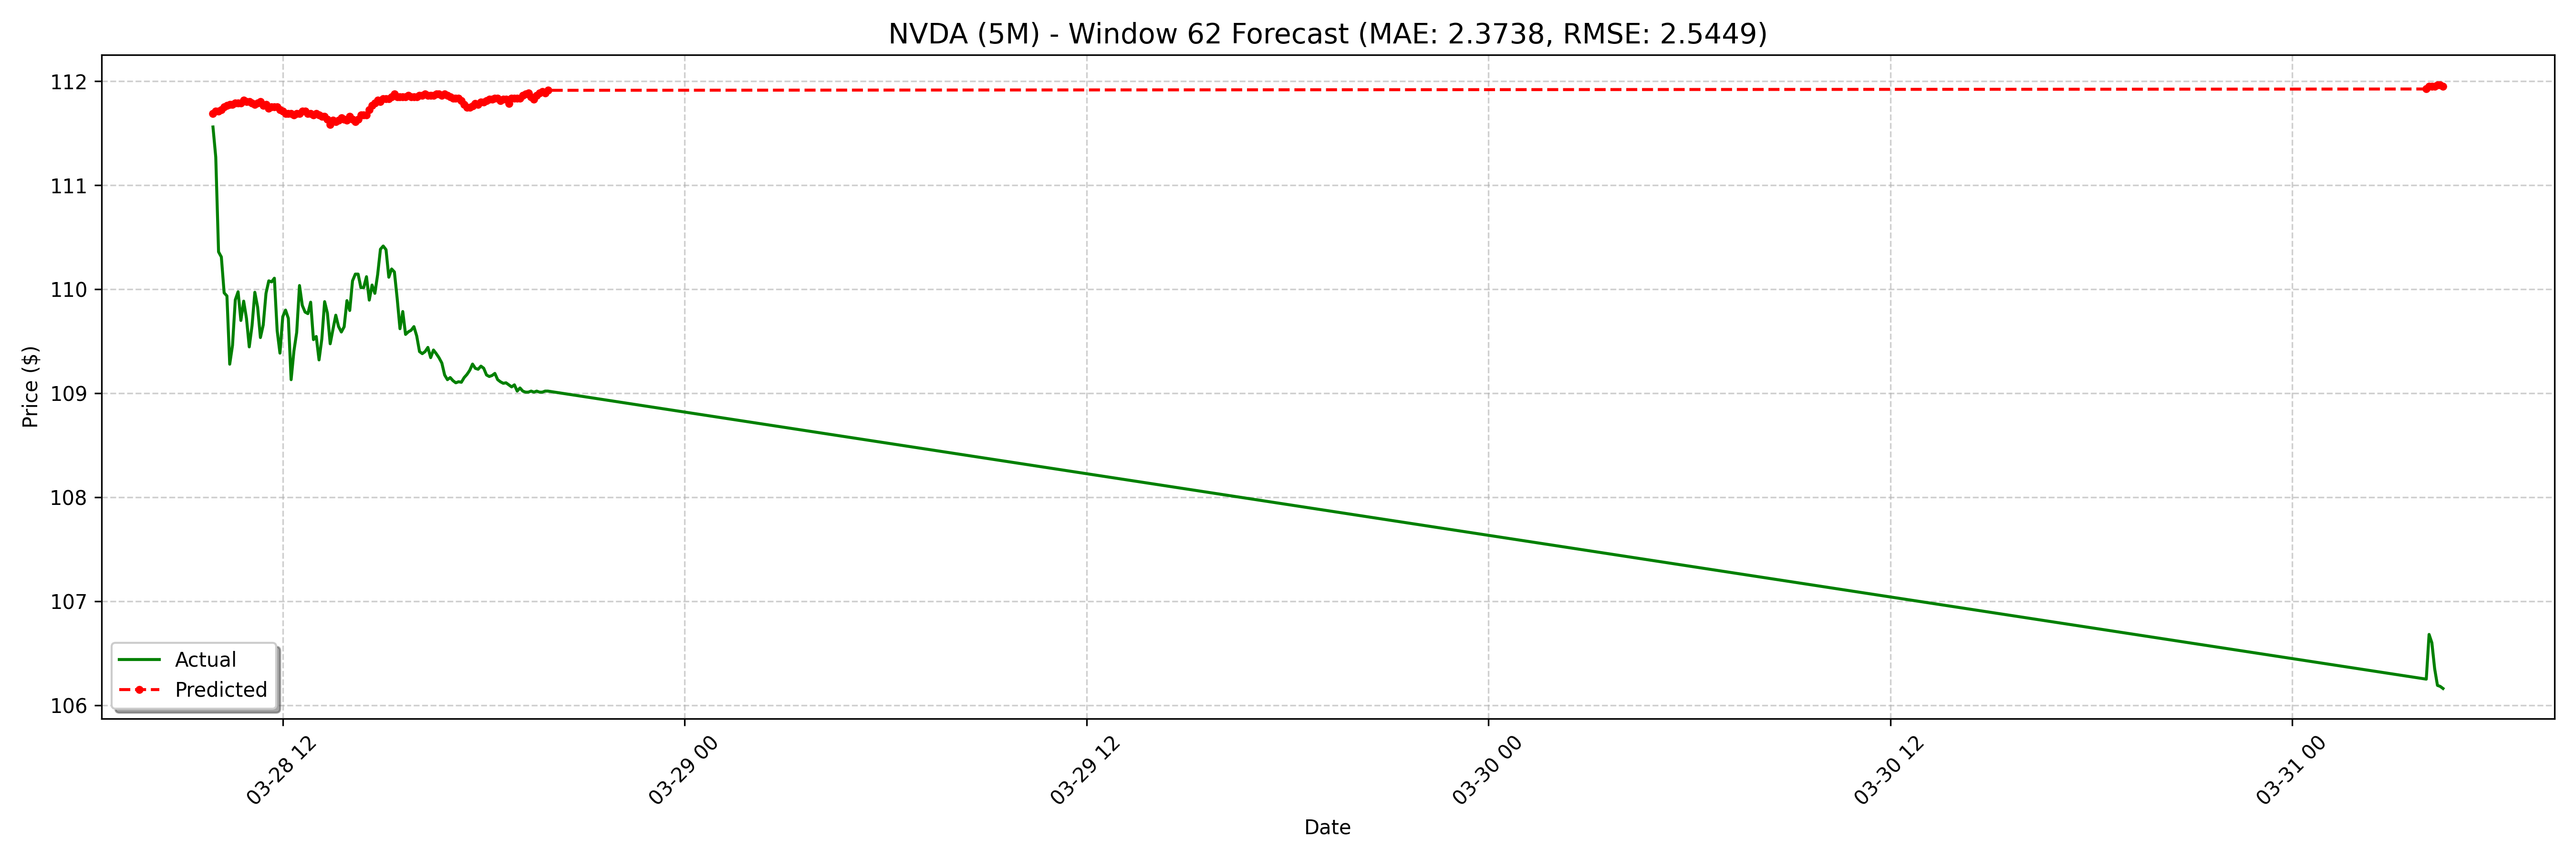 NVDA (5M) - Window 62 Forecast (MAE: 2.3738, RMSE: 2.5449)
Price ($)
112
111
110
109
108
107
106
Actual
Predicted
03-28 12
03-29 00
03-29 12
03-30 00
03-30 12
03-31 00
Date